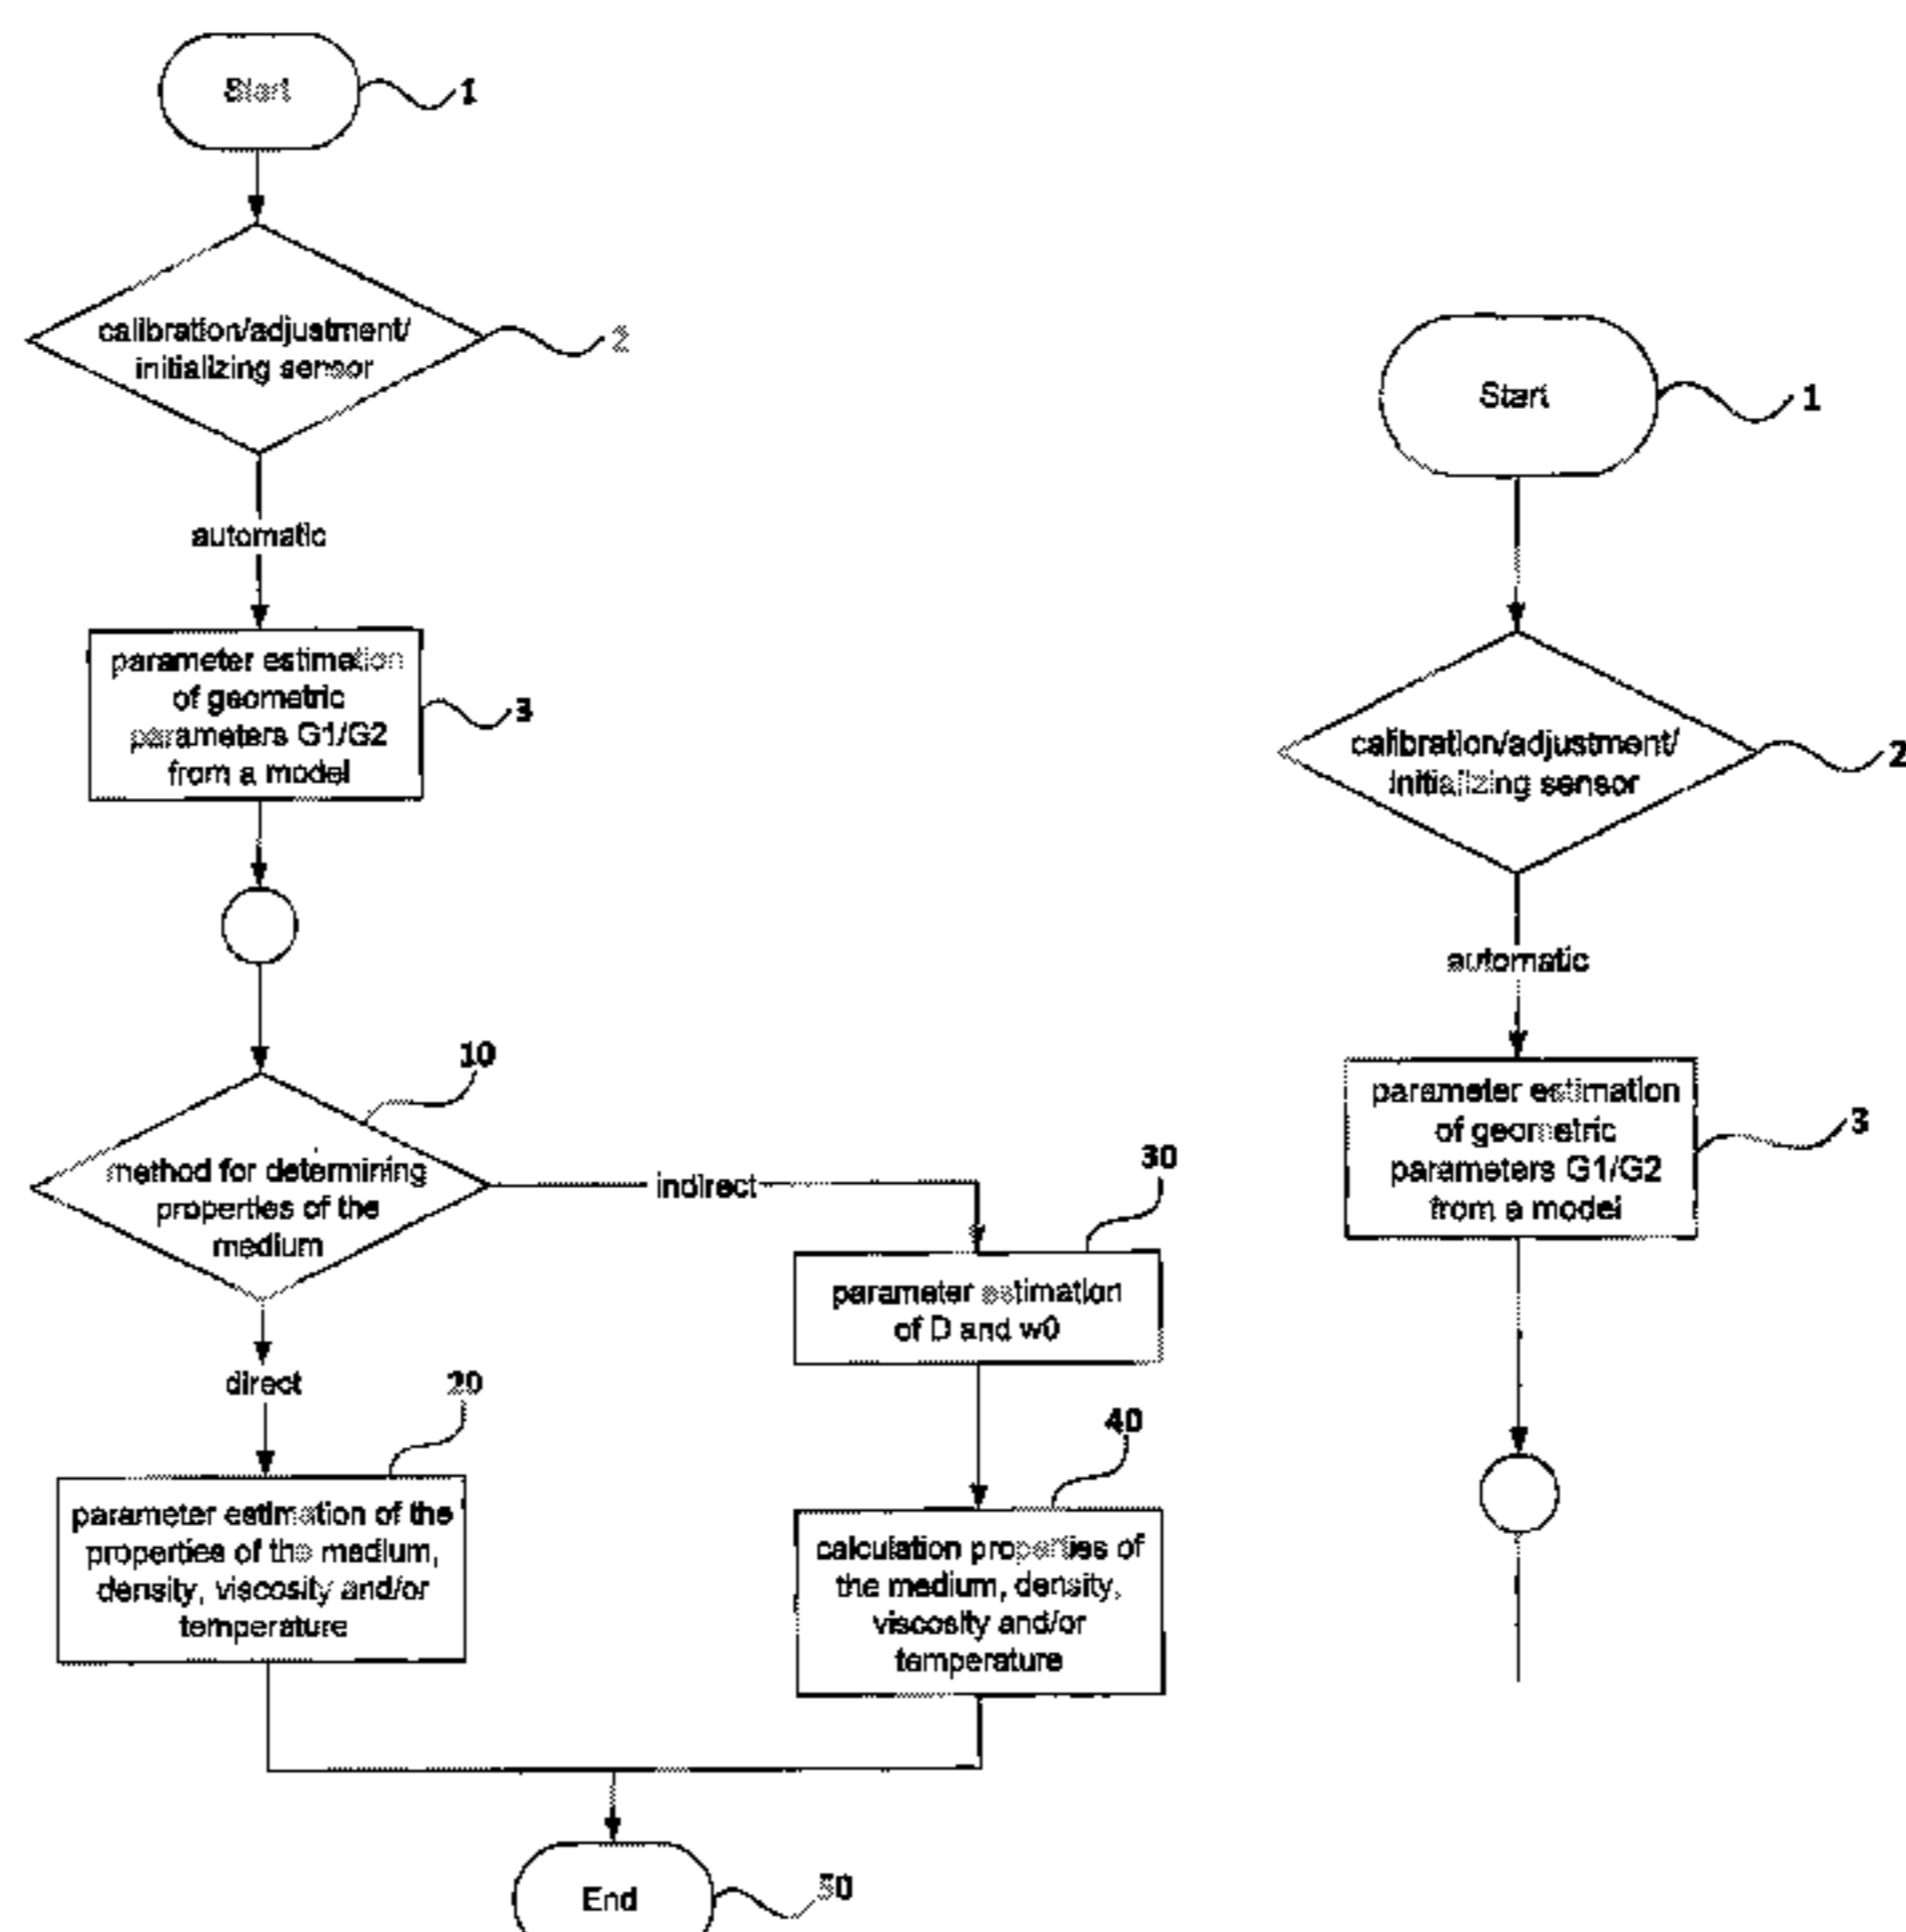 Start
1
calibration/adjustment/
initializing sensor
2
automatic
parameter estimetion
of geometric
parameters G1/G2
from a model
3
10
method for determining
properties of the
medium
indirect
direct
30
parameter estimation
of D and w0
20
parameter estimation of the
properties of the medium,
density, viscosity and/or
temperature
40
calculation properties of
the medium, density,
viscosity and/or
temperature
End
50
Start
1
calibration/adjustment/
initializing sensor
2
automatic
parameter estimation
of geometric
parameters G1/G2
from a model
3